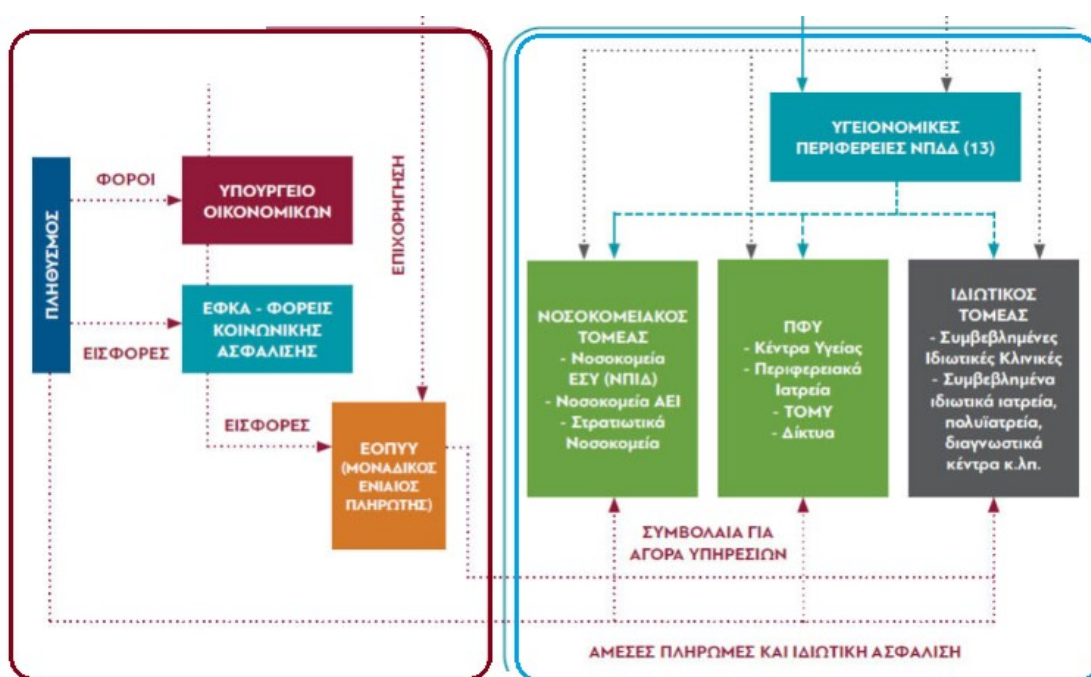 ΠΛΗΘΥΣΜΟΣ
ΦΟΡΟΙ
ΥΠΟΥΡΓΕΙΟ
ΟΙΚΟΝΟΜΙΚΩΝ
ΕΙΣΦΟΡΕΣ
ΕΦΚΑ - ΦΟΡΕΙΣ
ΚΟΙΝΩΝΙΚΗΣ
ΑΣΦΑΛΙΣΗΣ
ΕΠΙΧΟΡΗΓΗΣΗ
ΕΙΣΦΟΡΕΣ
ΕΟΠΥΥ
(ΜΟΝΑΔΙΚΟΣ
ΕΝΙΑΙΟΣ
ΠΛΗΡΩΤΗΣ)
ΥΓΕΙΟΝΟΜΙΚΕΣ
ΠΕΡΙΦΕΡΕΙΕΣ ΝΠΔΔ (13)
ΝΟΣΟΚΟΜΕΙΑΚΟΣ
ΤΟΜΕΑΣ
- Νοσοκομεία
ΕΣΥ (ΝΠΙΔ)
- Νοσοκομεία ΑΕΙ
- Στρατιωτικά
Νοσοκομεία
ΠΦΥ
- Κέντρα Υγείας
- Περιφερειακά
Ιατρεία
- ΤΟΜΥ
- Δίκτυα
ΙΔΙΩΤΙΚΟΣ
ΤΟΜΕΑΣ
- Συμβεβλημένες
Ιδιωτικές Κλινικές
- Συμβεβλημένα
ιδιωτικά ιατρεία,
πολυϊατρεία,
διαγνωστικά
κέντρα κ.λπ.
ΣΥΜΒΟΛΑΙΑ ΓΙΑ
ΑΓΟΡΑ ΥΠΗΡΕΣΙΩΝ
ΑΜΕΣΕΣ ΠΛΗΡΩΜΕΣ ΚΑΙ ΙΔΙΩΤΙΚΗ ΑΣΦΑΛΙΣΗ